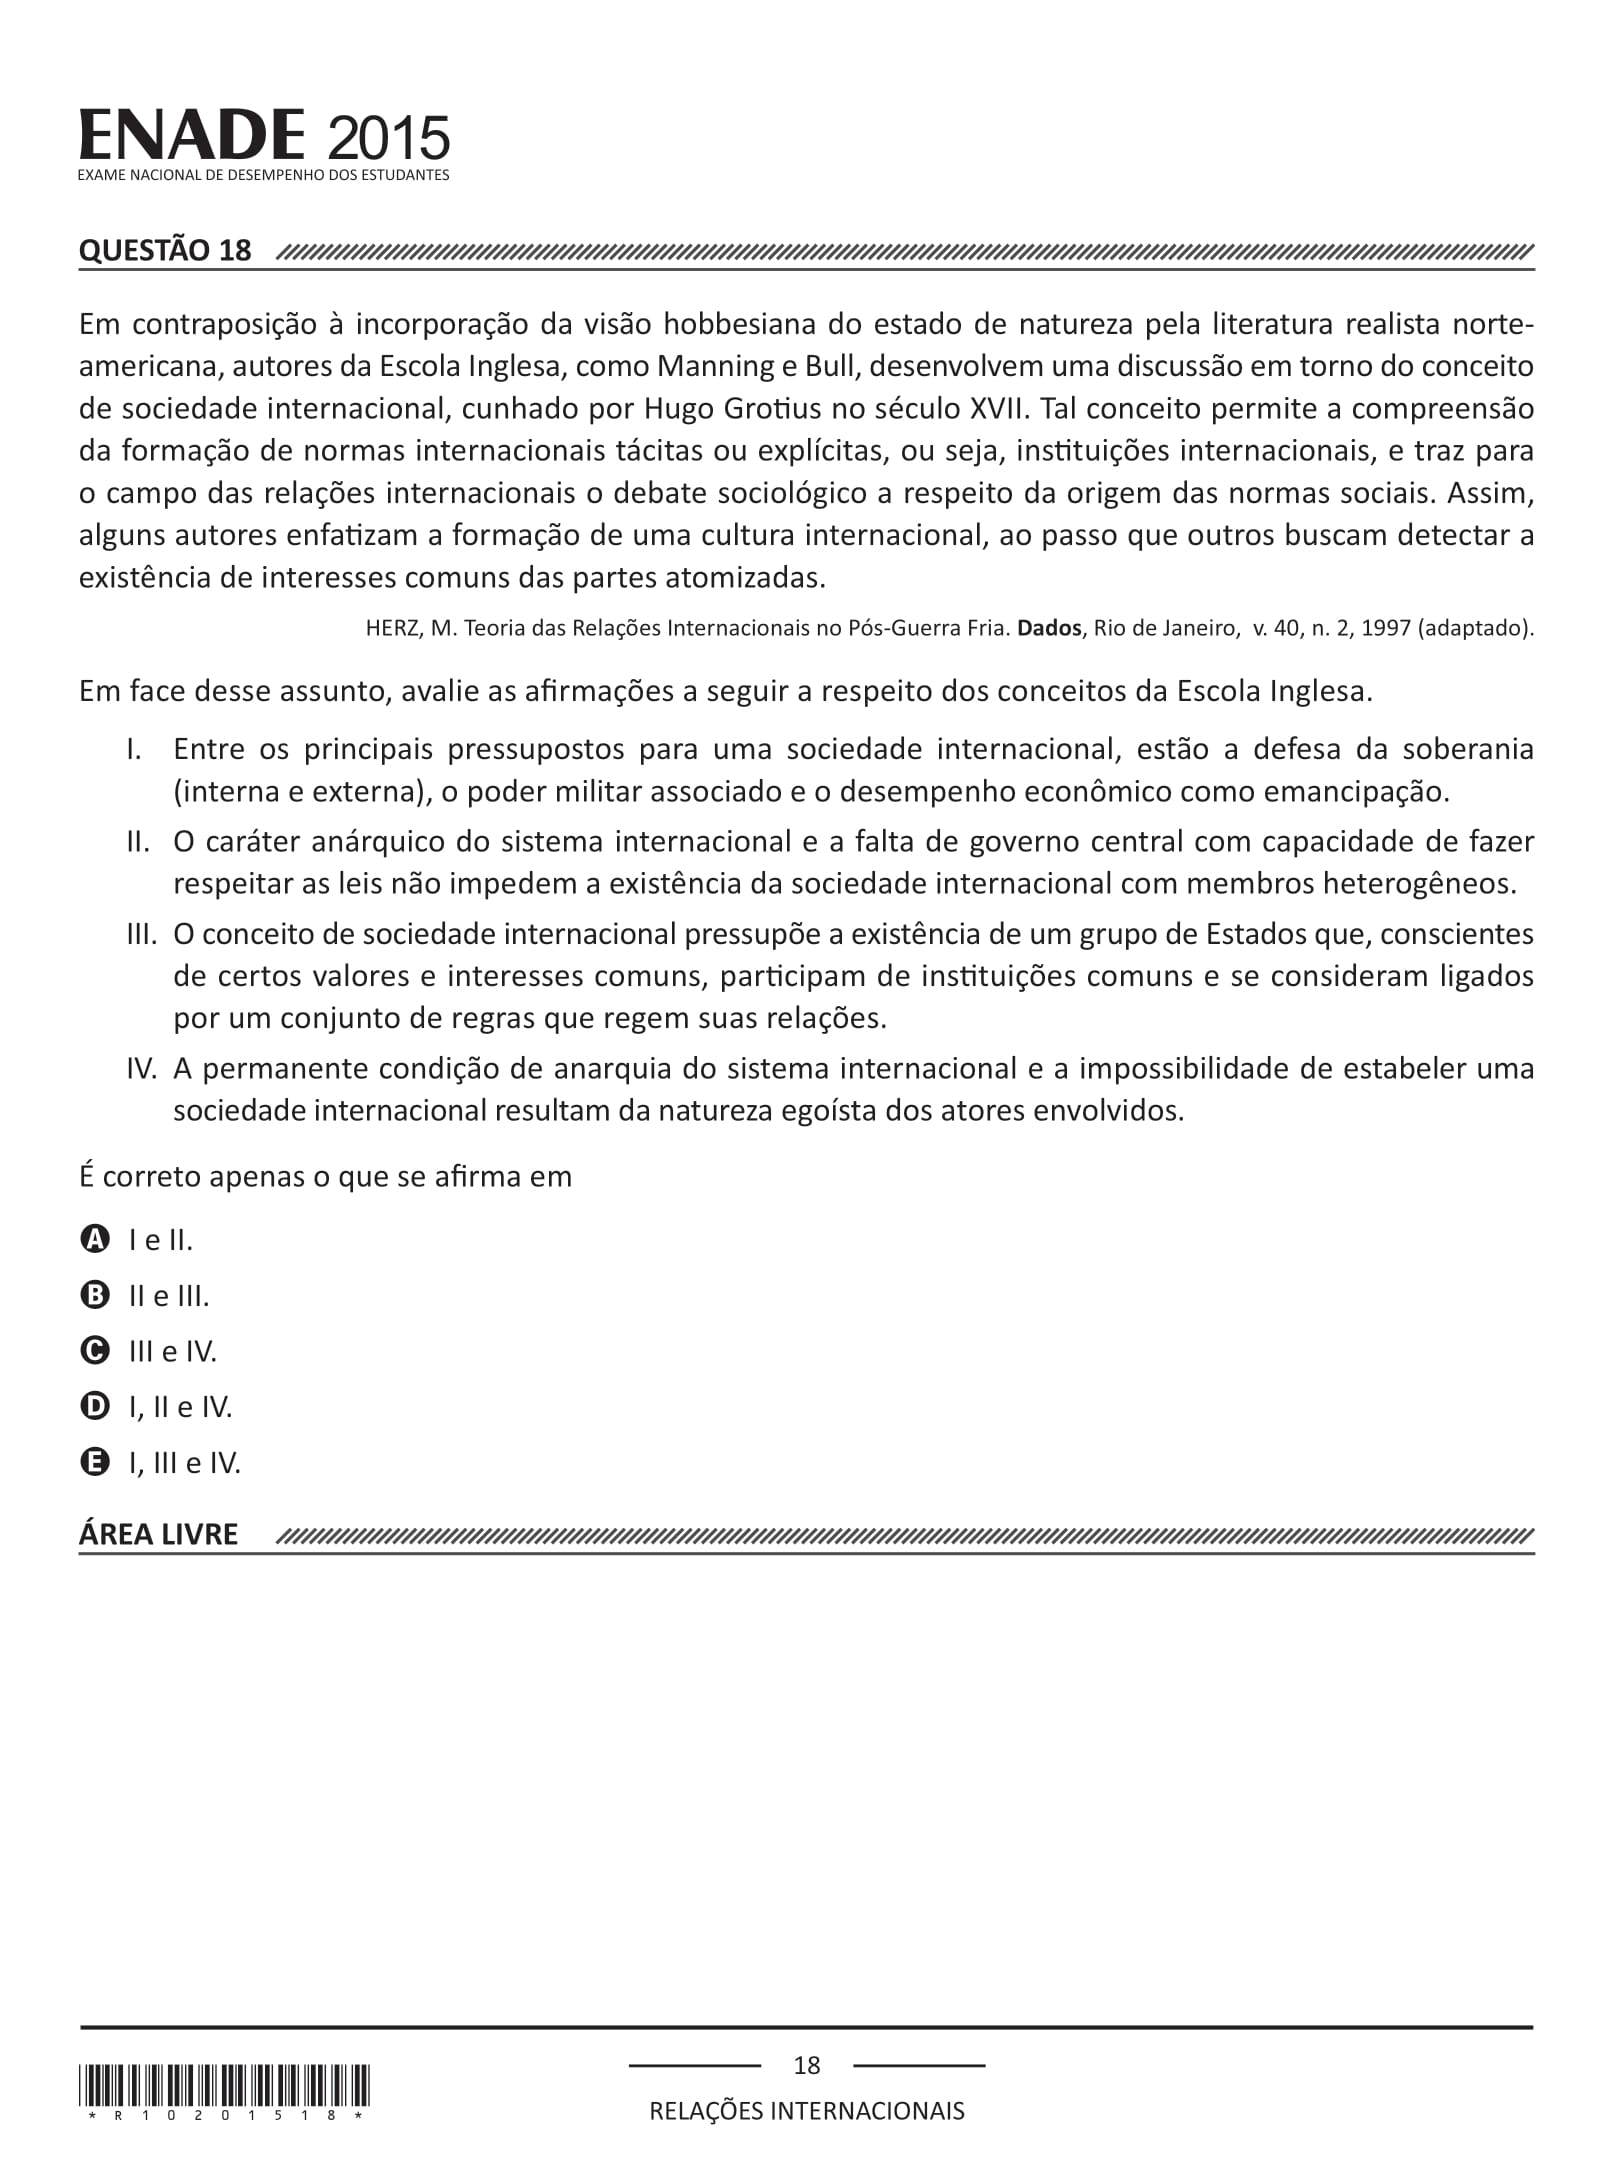 ENADE 2015
EXAME NACIONAL DE DESEMPENHO DOS ESTUDANTES
QUESTÃO 18
Em contraposição à incorporação da visão hobbesiana do estado de natureza pela literatura realista norte-
americana, autores da Escola Inglesa, como Manning e Bull, desenvolvem uma discussão em torno do conceito
de sociedade internacional, cunhado por Hugo Grotius no século XVII. Tal conceito permite a compreensão
da formação de normas internacionais tácitas ou explícitas, ou seja, instituições internacionais, e traz para
o campo das relações internacionais o debate sociológico a respeito da origem das normas sociais. Assim,
alguns autores enfatizam a formação de uma cultura internacional, ao passo que outros buscam detectar a
existência de interesses comuns das partes atomizadas.
HERZ, M. Teoria das Relações Internacionais no Pós-Guerra Fria. Dados, Rio de Janeiro, v. 40, n. 2, 1997 (adaptado).
Em face desse assunto, avalie as afirmações a seguir a respeito dos conceitos da Escola Inglesa.
I. Entre os principais pressupostos para uma sociedade internacional, estão a defesa da soberania
(interna e externa), o poder militar associado e o desempenho econômico como emancipação.
II. O caráter anárquico do sistema internacional e a falta de governo central com capacidade de fazer
respeitar as leis não impedem a existência da sociedade internacional com membros heterogêneos.
III. O conceito de sociedade internacional pressupõe a existência de um grupo de Estados que, conscientes
de certos valores e interesses comuns, participam de instituições comuns e se consideram ligados
por um conjunto de regras que regem suas relações.
IV. A permanente condição de anarquia do sistema internacional e a impossibilidade de estabeler uma
sociedade internacional resultam da natureza egoísta dos atores envolvidos.
É correto apenas o que se afirma em
A I e II.
B II e III.
C III e IV.
D I, II e IV.
E I, III e IV.
ÁREA LIVRE
18
RELAÇÕES INTERNACIONAIS
*R10201518*